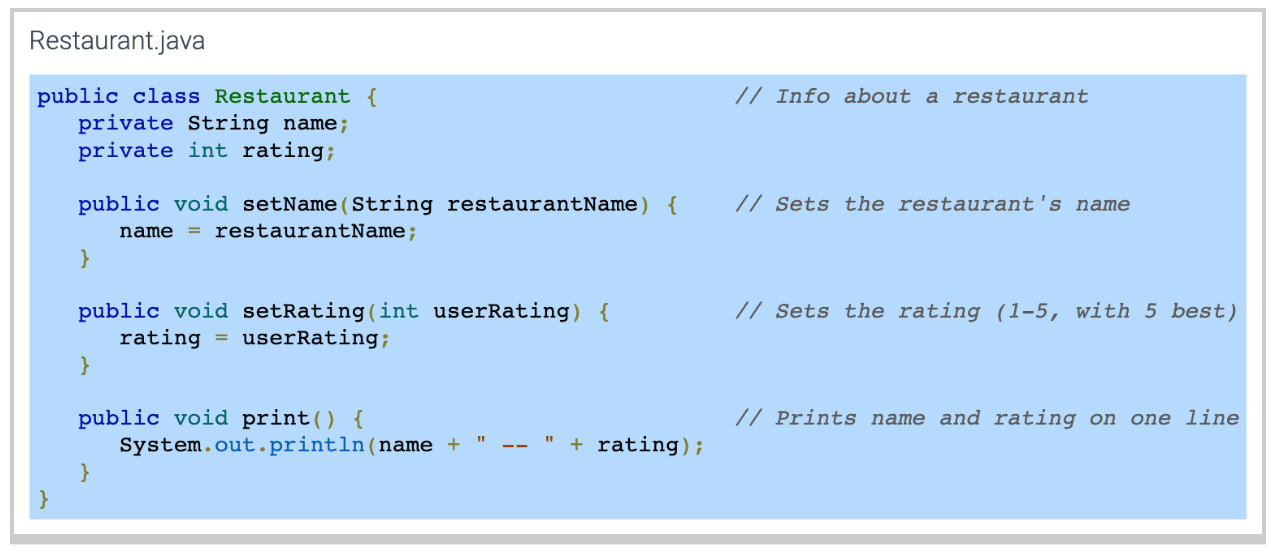 Restaurant.java
public class Restaurant {                          // Info about a restaurant
   private String name;
   private int rating;

   public void setName(String restaurantName) {    // Sets the restaurant's name
      name = restaurantName;
   }

   public void setRating(int userRating) {         // Sets the rating (1-5, with 5 best)
      rating = userRating;
   }

   public void print() {                           // Prints name and rating on one line
      System.out.println(name + " -- " + rating);
   }
}